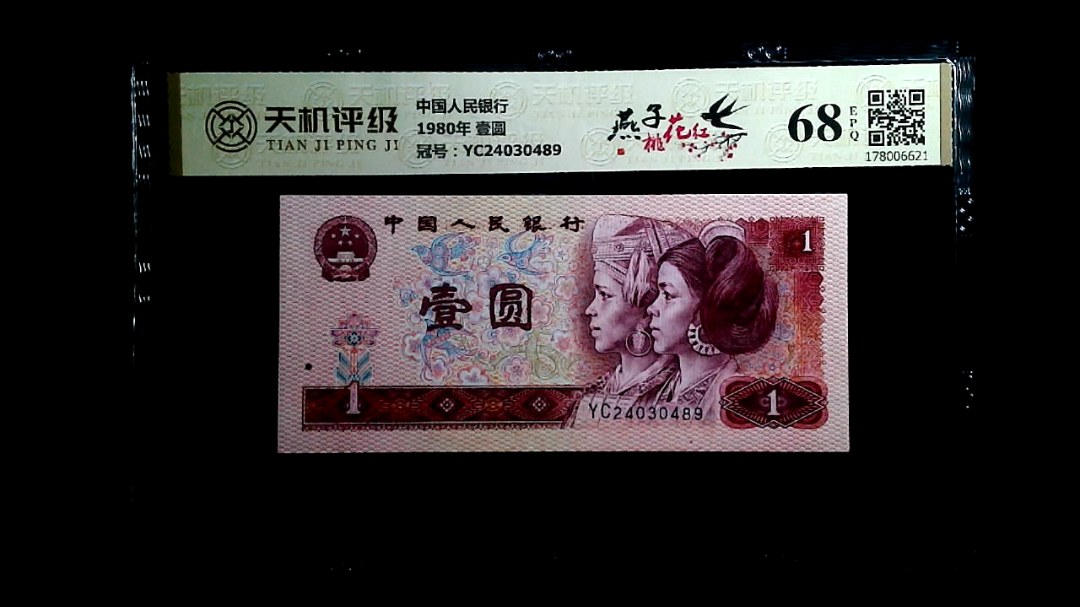 天机评级
TIAN JI PING JI
中国人民银行
1980年 壹圆
冠号：YC24030489
燕子桃花红
68
EPQ
178006621
中国人民银行
1
壹圆
1
YC24030489
1